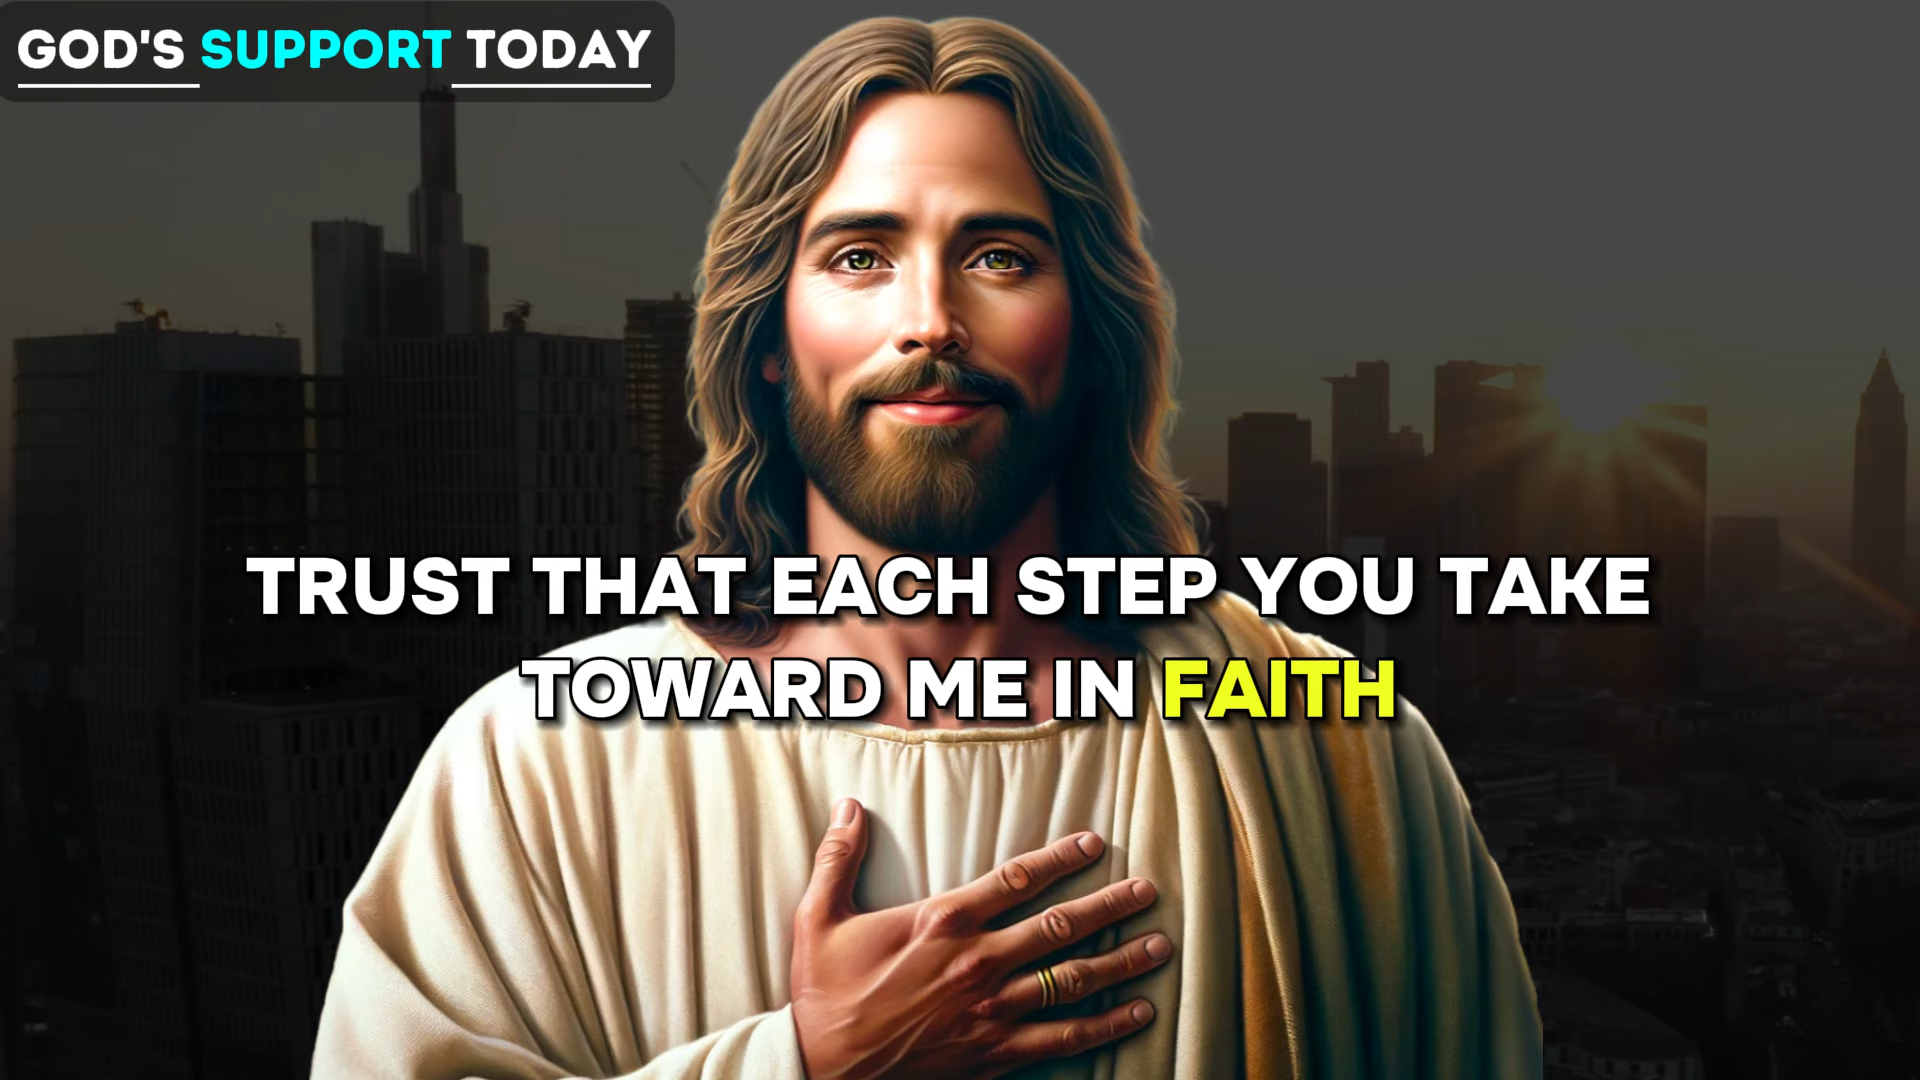 GOD'S SUPPORT TODAY
TRUST THAT EACH STEP YOU TAKE
TOWARD ME IN FAITH